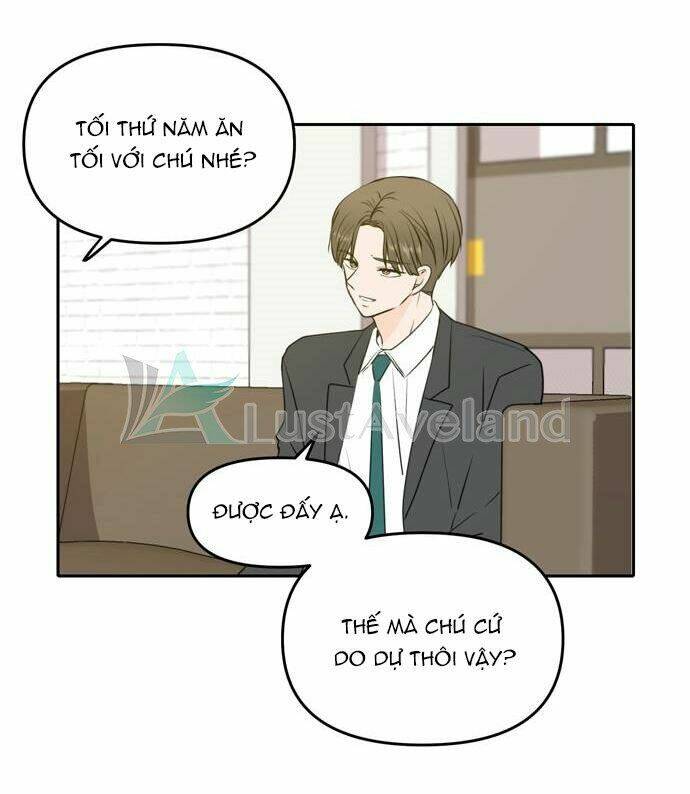 TỐI THỨ NĂM ĂN
TỐI VỚI CHÚ NHÉ?
LustAveland
ĐƯỢC ĐẤY Ạ.
THẾ MÀ CHÚ CỨ
DO DỰ THÔI VẬY?